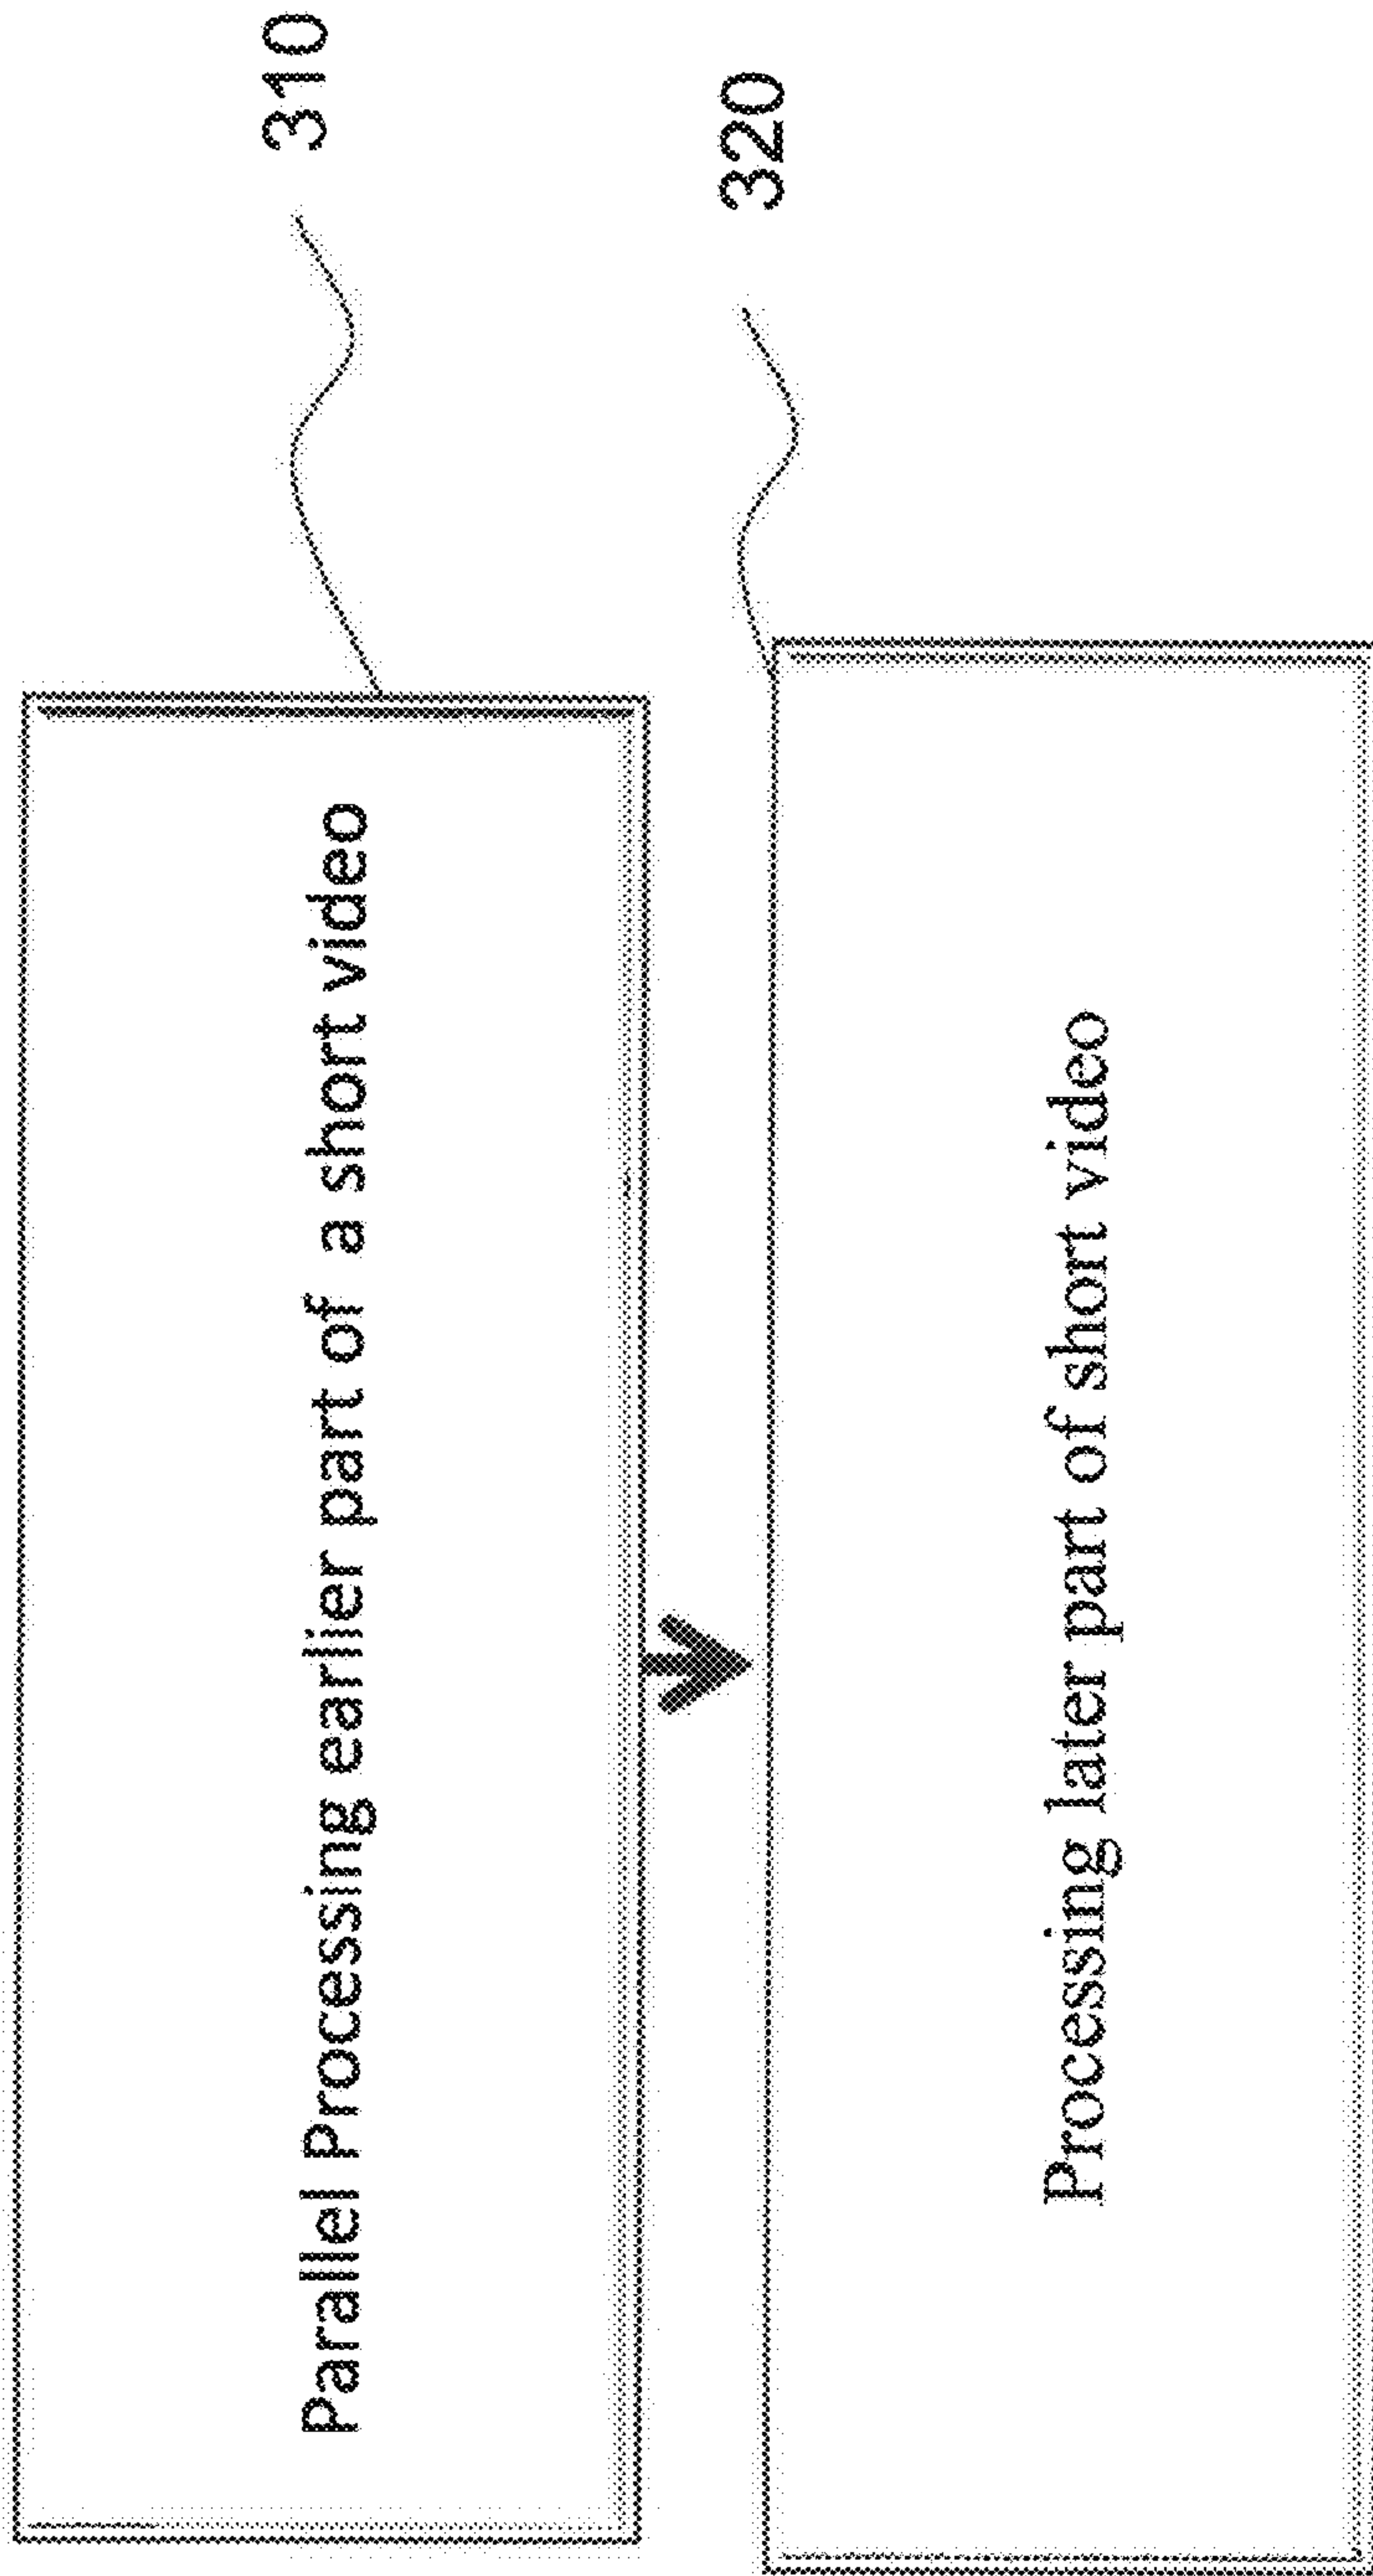 Parallel Processing earlier part of a short video
310
Processing later part of short video
320